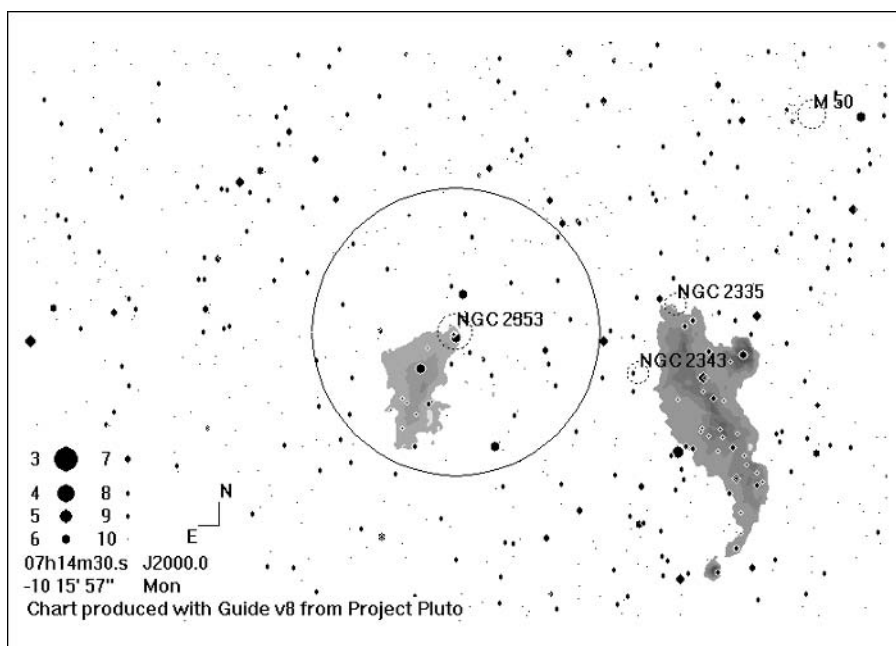 M 50
NGC 2335
NGC 2353
NGC 2343
3 7
4 8
5 9
6 10
N
E
07h14m30.s J2000.0
-10 15' 57" Mon
Chart produced with Guide v8 from Project Pluto